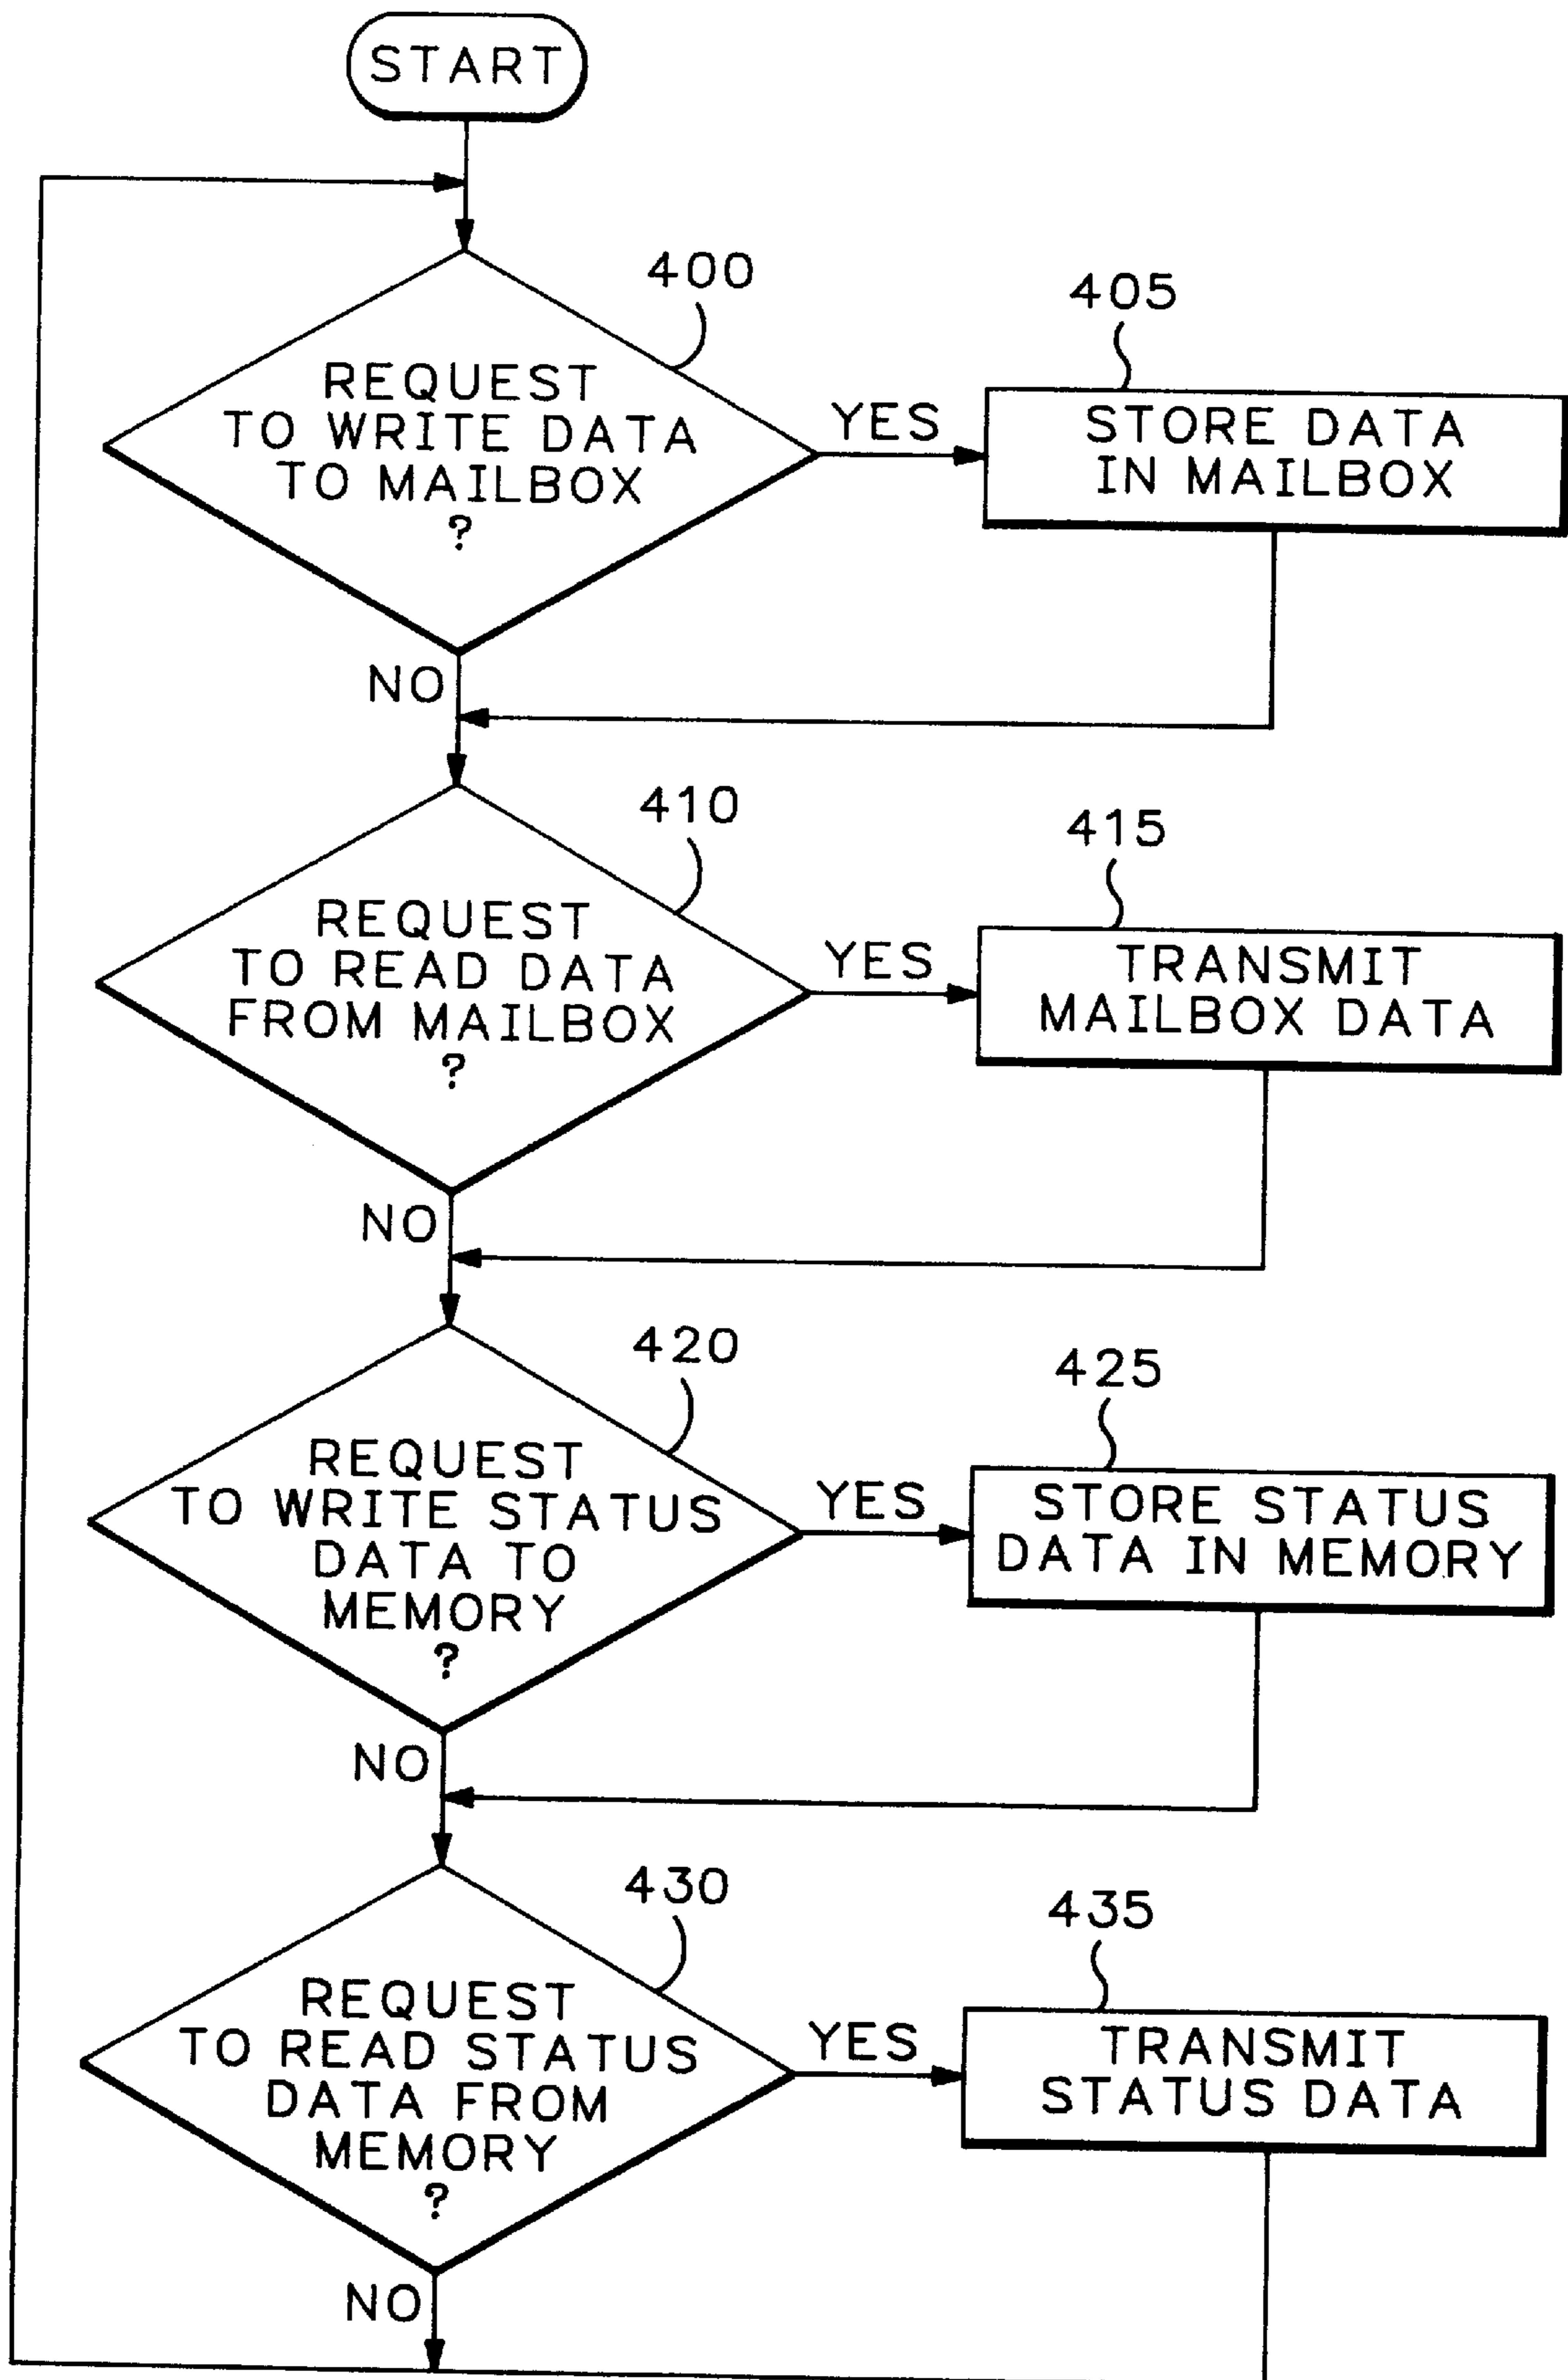 START
400
REQUEST
TO WRITE DATA
TO MAILBOX
?
YES
405
STORE DATA
IN MAILBOX
NO
410
REQUEST
TO READ DATA
FROM MAILBOX
?
YES
415
TRANSMIT
MAILBOX DATA
NO
420
REQUEST
TO WRITE STATUS
DATA TO
MEMORY
?
YES
425
STORE STATUS
DATA IN MEMORY
NO
430
REQUEST
TO READ STATUS
DATA FROM
MEMORY
?
YES
435
TRANSMIT
STATUS DATA
NO